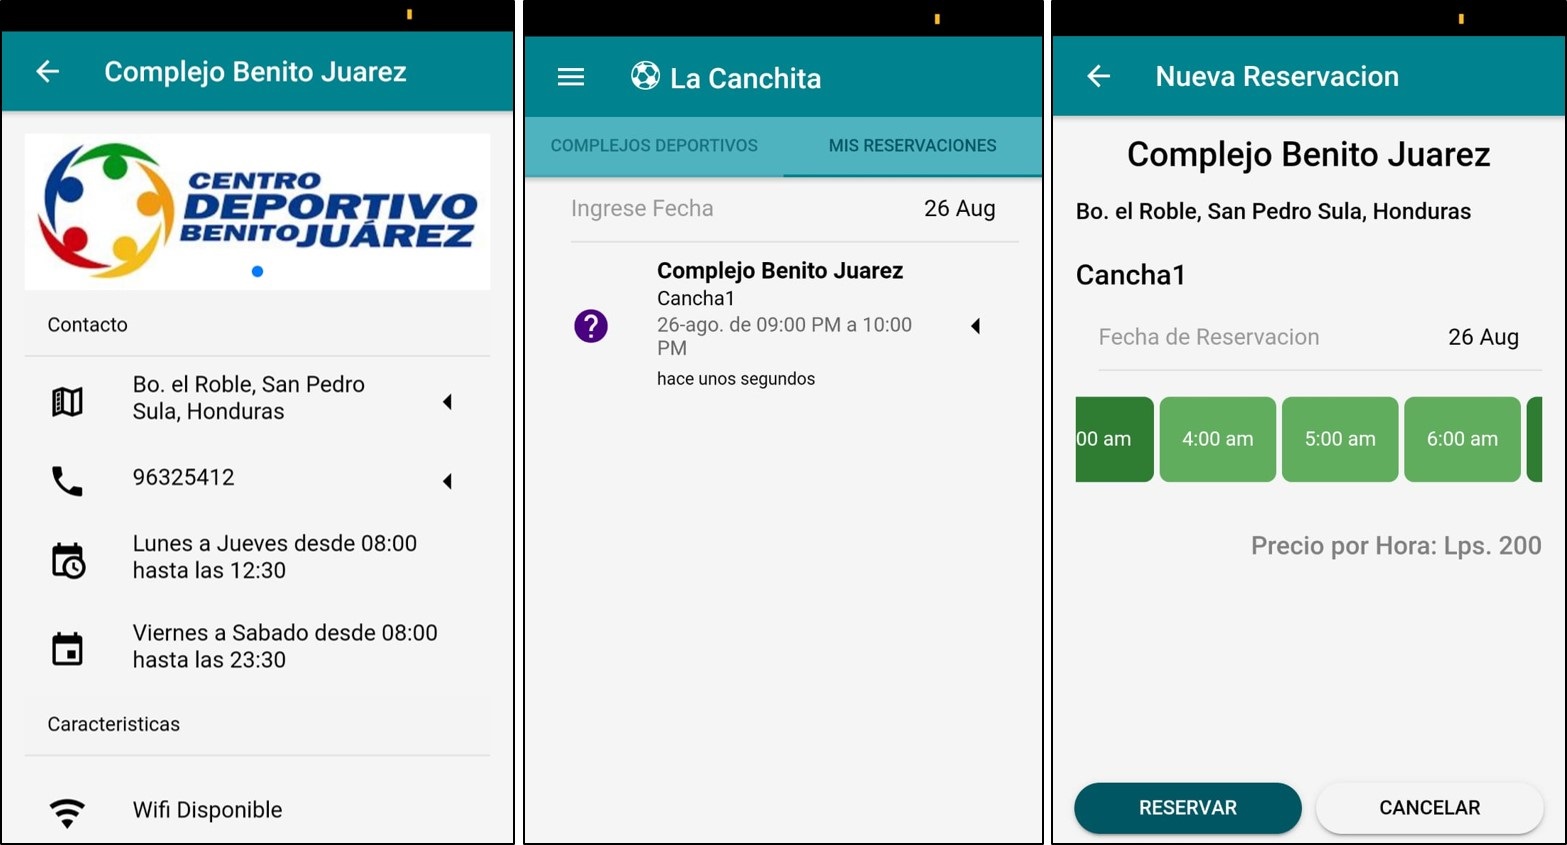 Complejo Benito Juarez
CENTRO
DEPORTIVO
BENITO JUÁREZ
Contacto
Bo. el Roble, San Pedro
Sula, Honduras
96325412
Lunes a Jueves desde 08:00
hasta las 12:30
Viernes a Sabado desde 08:00
hasta las 23:30
Caracteristicas
Wifi Disponible
La Canchita
COMPLEJOS DEPORTIVOS MIS RESERVACIONES
Ingrese Fecha 26 Aug
Complejo Benito Juarez
Cancha1
26-ago. de 09:00 PM a 10:00
PM
hace unos segundos
?
Nueva Reservacion
Complejo Benito Juarez
Bo. el Roble, San Pedro Sula, Honduras
Cancha1
Fecha de Reservacion 26 Aug
00 am 4:00 am 5:00 am 6:00 am
Precio por Hora: Lps. 200
RESERVAR CANCELAR